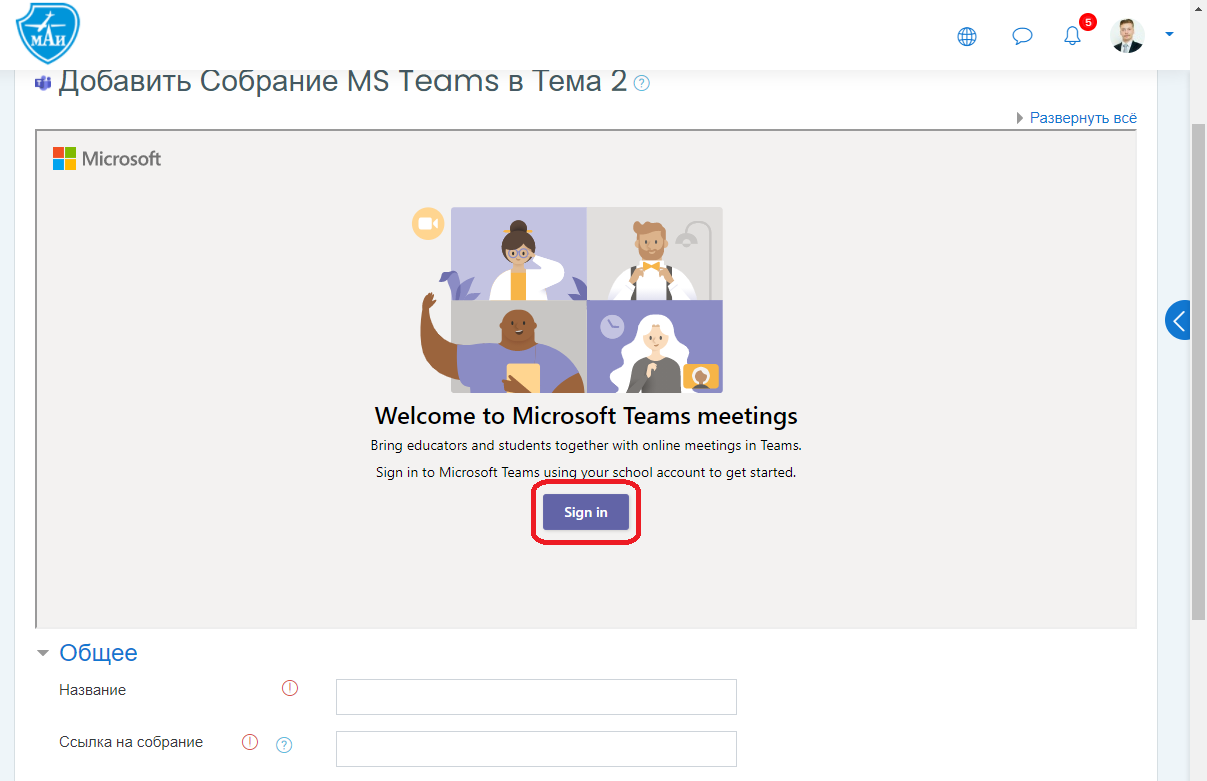 МАИ
5
Добавить Собрание MS Teams в Тема 2
Развернуть всё
Microsoft
Welcome to Microsoft Teams meetings
Bring educators and students together with online meetings in Teams.
Sign in to Microsoft Teams using your school account to get started.
Sign in
Общее
Название
Ссылка на собрание